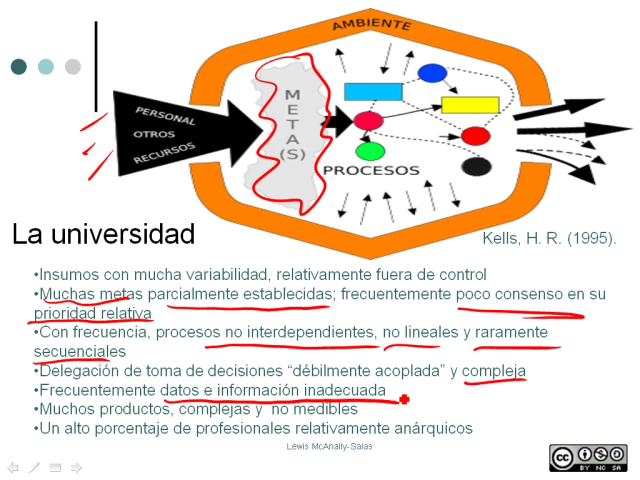 AMBIENTE
PERSONAL
OTROS
RECURSOS
M
E
T
A
(S)
PROCESOS
La universidad
Kells, H. R. (1995).
•Insumos con mucha variabilidad, relativamente fuera de control
•Muchas metas parcialmente establecidas; frecuentemente poco consenso en su
prioridad relativa
•Con frecuencia, procesos no interdependientes, no lineales y raramente
secuenciales
•Delegación de toma de decisiones “débilmente acoplada” y compleja
•Frecuentemente datos e información inadecuada
•Muchos productos, complejas y no medibles
•Un alto porcentaje de profesionales relativamente anárquicos
Lewis McAnally-Salas
cc
BY NC SA